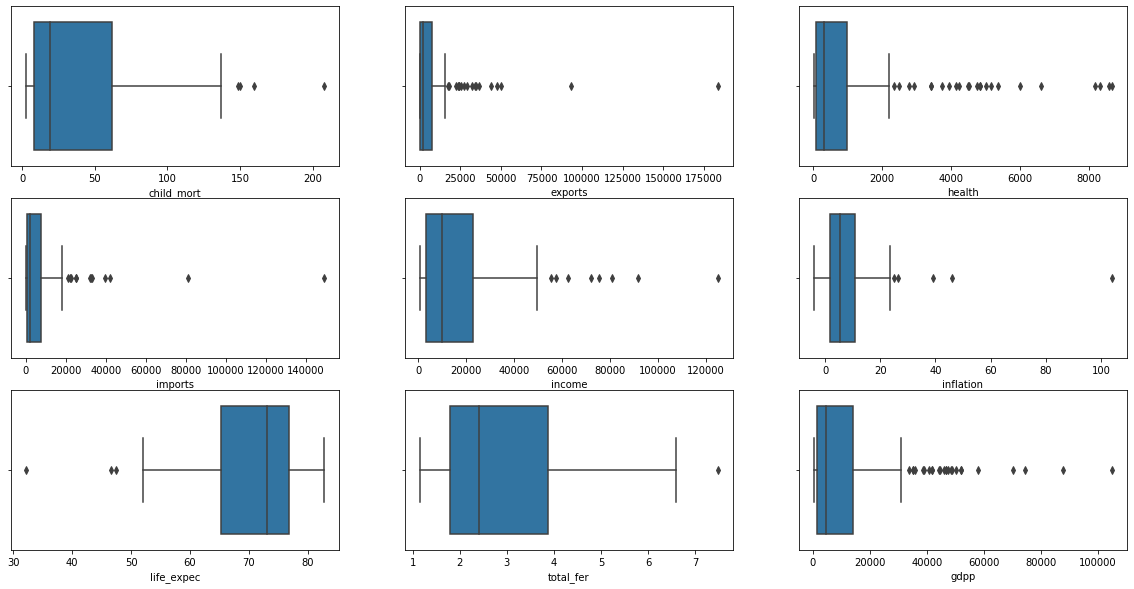 0 50 100 150 200
child_mort
0 25000 50000 75000 100000 125000 150000 175000
exports
0 2000 4000 6000 8000
health
0 20000 40000 60000 80000 100000 120000 140000
imports
0 20000 40000 60000 80000 100000 120000
income
0 20 40 60 80 100
inflation
30 40 50 60 70 80
life_expec
1 2 3 4 5 6 7
total_fer
0 20000 40000 60000 80000 100000
gdpp